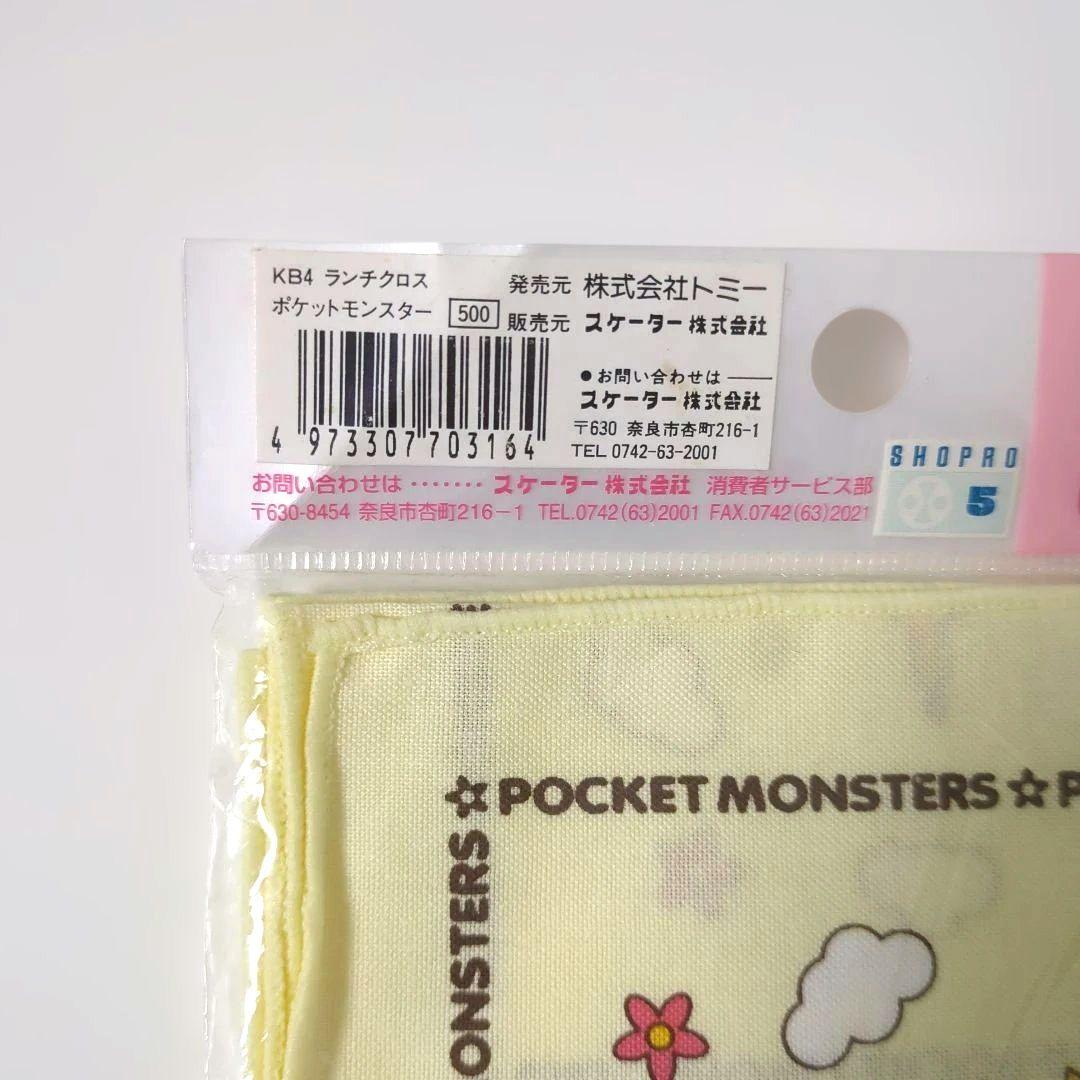 KB4 ランチクロス
ポケットモンスター 500
発売元 株式会社トミー
販売元 スケーター株式会社
●お問い合わせは
スケーター株式会社
〒630 奈良市杏町216-1
TEL 0742-63-2001
4 973307 703164
お問い合わせは ・・・・・・・ スケーター株式会社 消費者サービス部
〒630-8454 奈良市杏町216-1 TEL.0742(63)2001 FAX.0742(63)2021
SHOPRO
5
☆POCKET MONSTERS☆P
ONSTERS